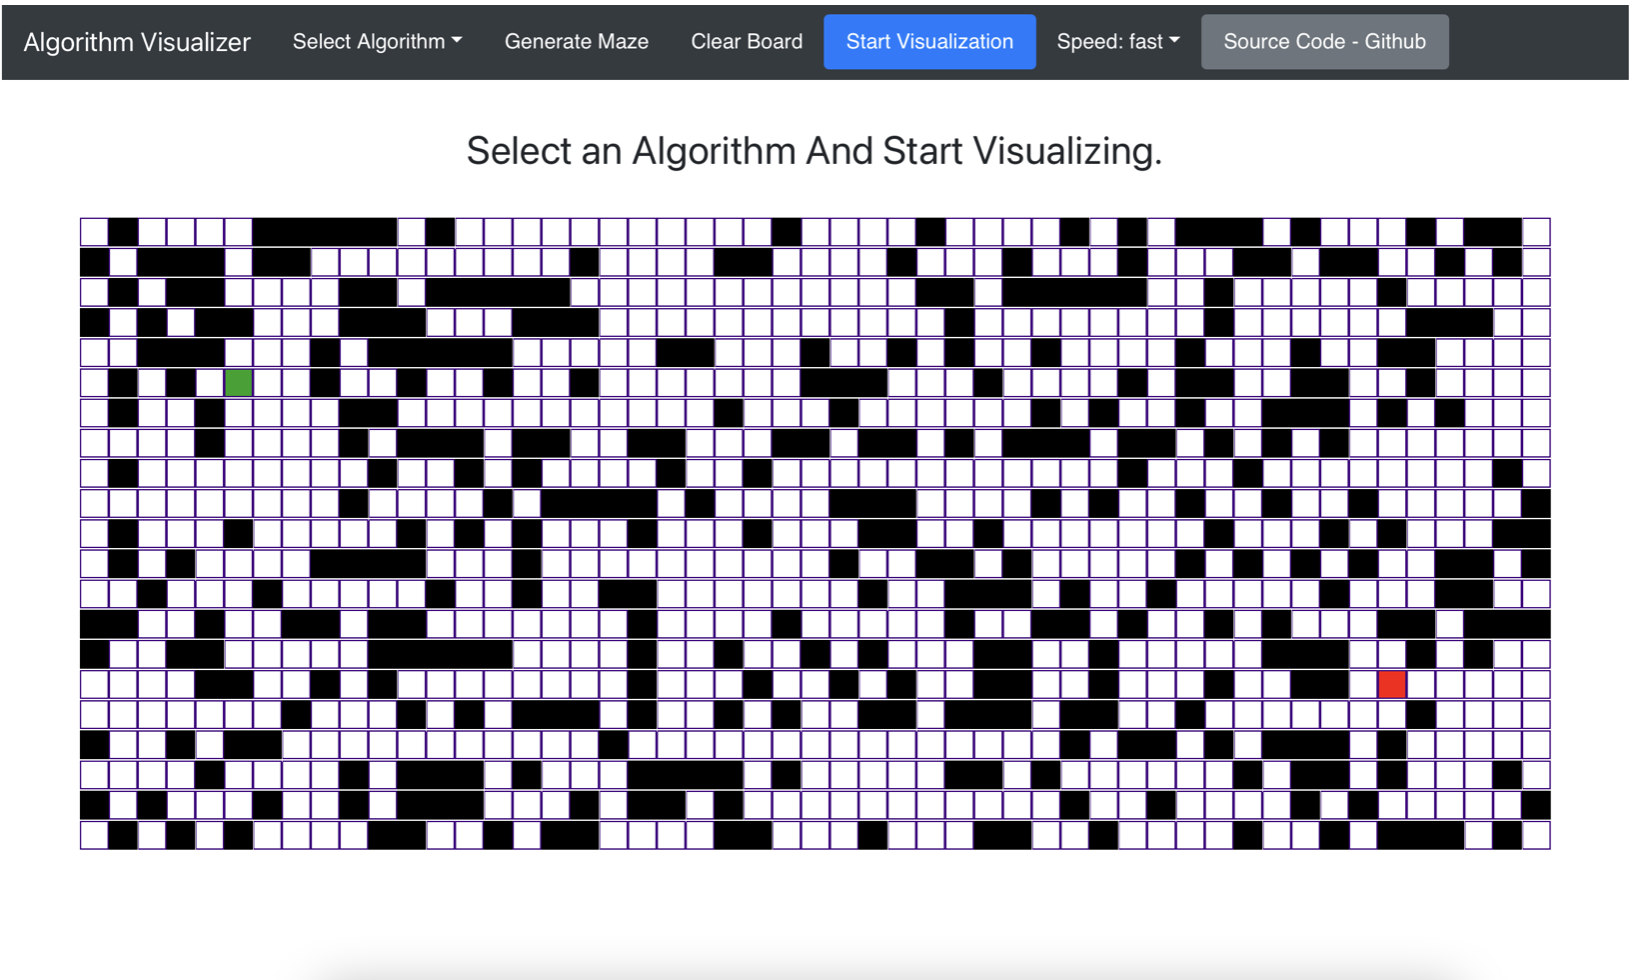 Algorithm Visualizer Select Algorithm Generate Maze Clear Board Start Visualization Speed: fast Source Code - Github
Select an Algorithm And Start Visualizing.